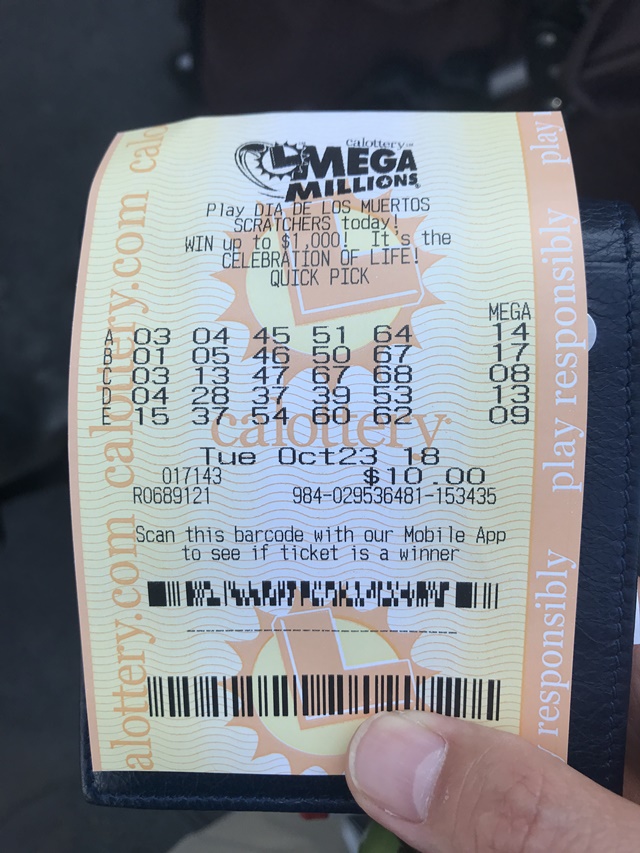 calottery
MEGA
MILLIONS
Play DIA DE LOS MUERTOS
SCRATCHERS today!
WIN up to $1,000! It's the
CELEBRATION OF LIFE!
QUICK PICK
MEGA
A 03 04 45 51 64 14
B 01 05 46 50 67 17
C 03 13 47 67 68 08
D 04 28 37 39 53 13
E 15 37 54 60 62 09
calottery
Tue Oct23 18
017143 $10.00
R0689121 984-029536481-153435
Scan this barcode with our Mobile App
to see if ticket is a winner
alottery.com calottery.com calo
play responsibly play responsibly